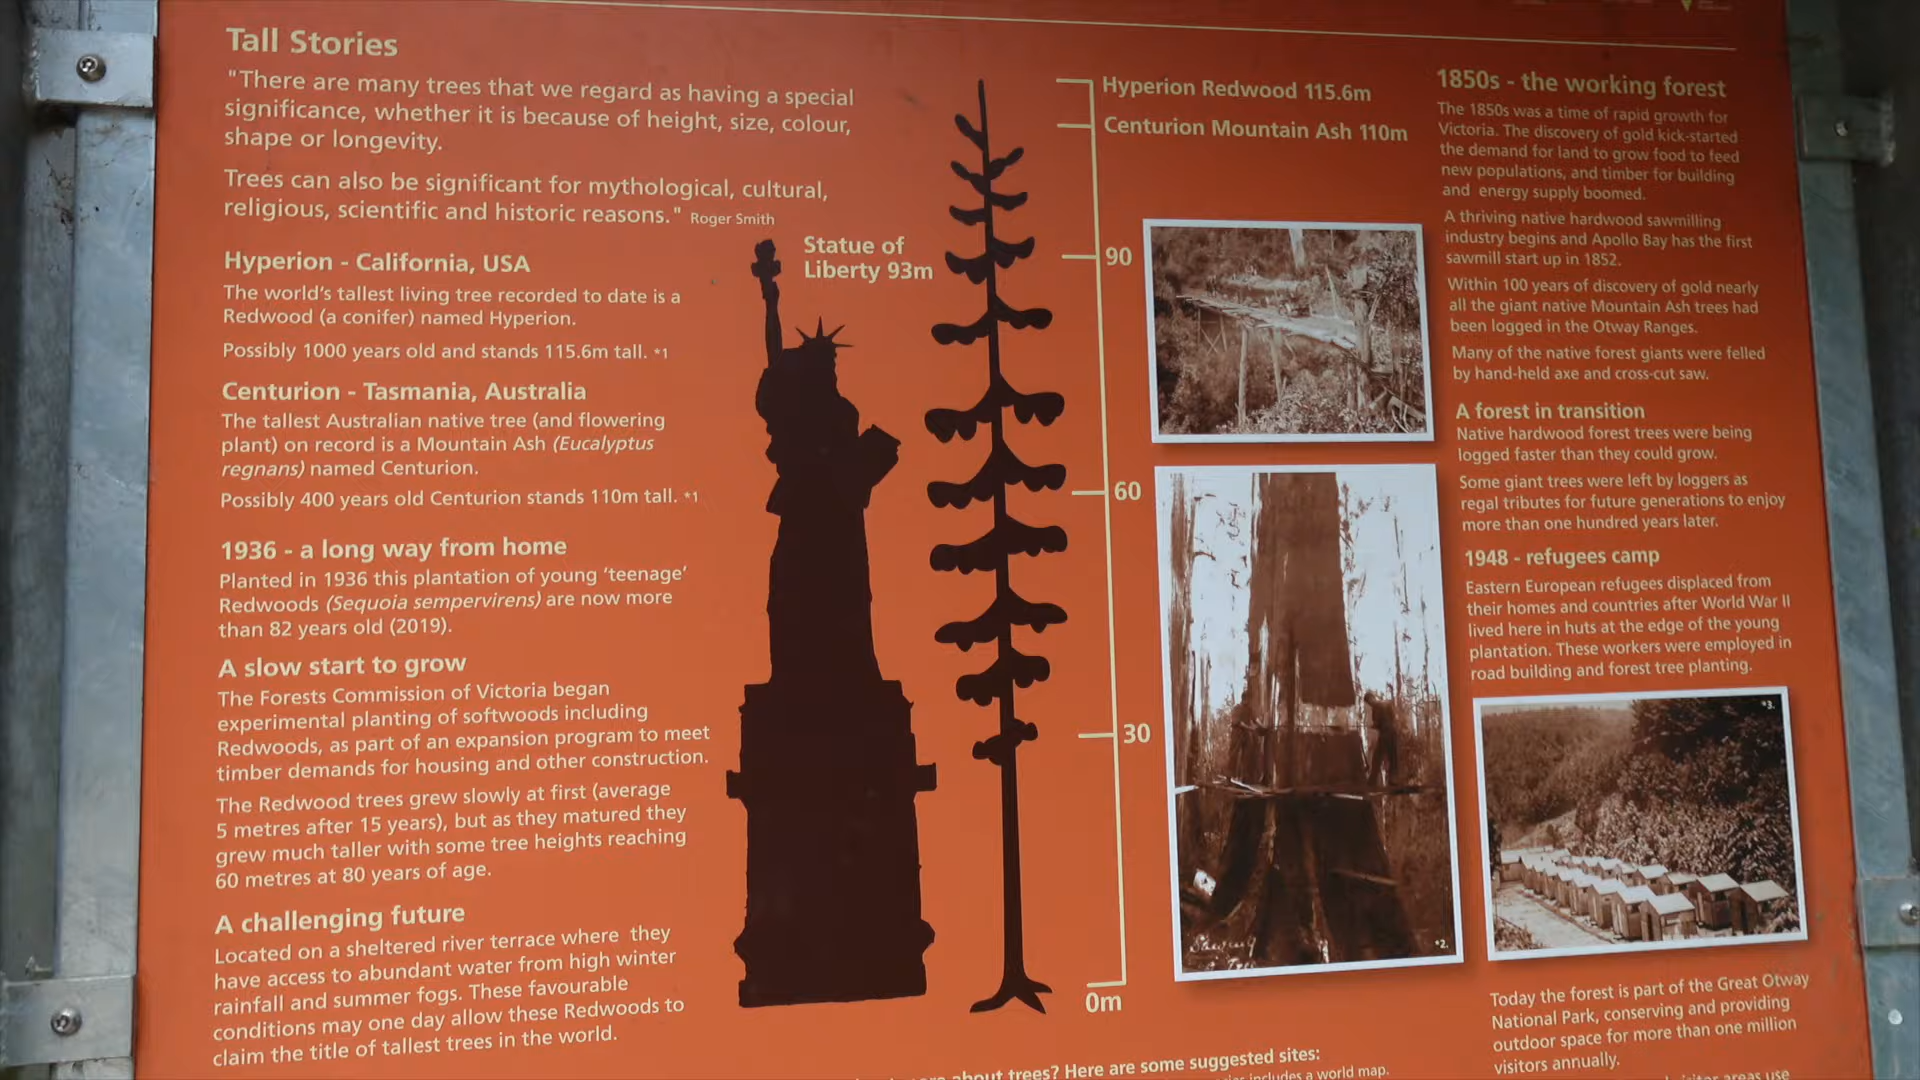 Tall Stories
"There are many trees that we regard as having a special
significance, whether it is because of height, size, colour,
shape or longevity.
Trees can also be significant for mythological, cultural,
religious, scientific and historic reasons." Roger Smith
Hyperion - California, USA
The world's tallest living tree recorded to date is a
Redwood (a conifer) named Hyperion.
Possibly 1000 years old and stands 115.6m tall. *1
Centurion - Tasmania, Australia
The tallest Australian native tree (and flowering
plant) on record is a Mountain Ash (Eucalyptus
regnans) named Centurion.
Possibly 400 years old Centurion stands 110m tall. *1
1936 - a long way from home
Planted in 1936 this plantation of young 'teenage'
Redwoods (Sequoia sempervirens) are now more
than 82 years old (2019).
A slow start to grow
The Forests Commission of Victoria began
experimental planting of softwoods including
Redwoods, as part of an expansion program to meet
timber demands for housing and other construction.
The Redwood trees grew slowly at first (average
5 metres after 15 years), but as they matured they
grew much taller with some tree heights reaching
60 metres at 80 years of age.
A challenging future
Located on a sheltered river terrace where they
have access to abundant water from high winter
rainfall and summer fogs. These favourable
conditions may one day allow these Redwoods to
claim the title of tallest trees in the world.
Statue of
Liberty 93m
Hyperion Redwood 115.6m
Centurion Mountain Ash 110m
90
60
30
0m
1850s - the working forest
The 1850s was a time of rapid growth for
Victoria. The discovery of gold kick-started
the demand for land to grow food to feed
new populations, and timber for building
and energy supply boomed.
A thriving native hardwood sawmilling
industry begins and Apollo Bay has the first
sawmill start up in 1852.
Within 100 years of discovery of gold nearly
all the giant native Mountain Ash trees had
been logged in the Otway Ranges.
Many of the native forest giants were felled
by hand-held axe and cross-cut saw.
A forest in transition
Native hardwood forest trees were being
logged faster than they could grow.
Some giant trees were left by loggers as
regal tributes for future generations to enjoy
more than one hundred years later.
1948 - refugees camp
Eastern European refugees displaced from
their homes and countries after World War II
lived here in huts at the edge of the young
plantation. These workers were employed in
road building and forest tree planting.
*3.
*2.
Today the forest is part of the Great Otway
National Park, conserving and providing
outdoor space for more than one million
visitors annually.
about trees? Here are some suggested sites:
includes a world map.
areas use